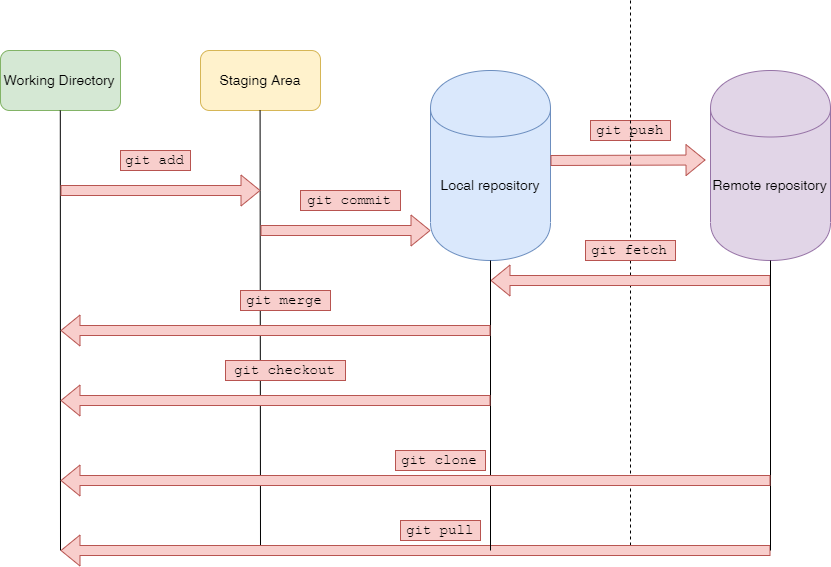 Working Directory
Staging Area
Local repository
Remote repository
git push
git add
git commit
git fetch
git merge
git checkout
git clone
git pull